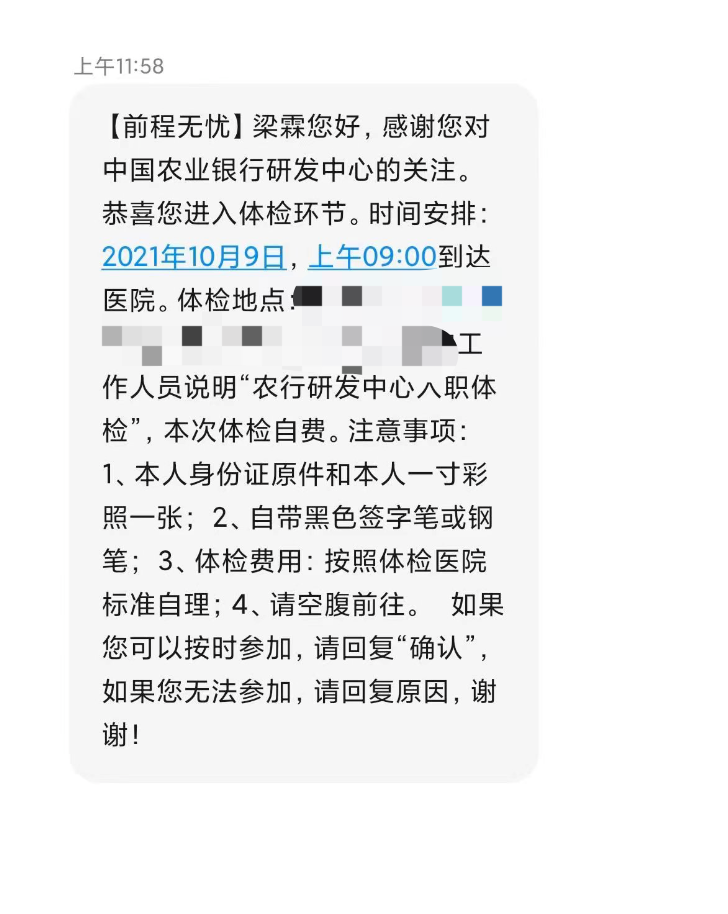 上午11:58
【前程无忧】梁霖您好，感谢您对
中国农业银行研发中心的关注。
恭喜您进入体检环节。时间安排：
2021年10月9日，上午09:00到达
医院。体检地点：
工
作人员说明“农行研发中心入职体
检”，本次体检自费。注意事项：
1、本人身份证原件和本人一寸彩
照一张；2、自带黑色签字笔或钢
笔；3、体检费用：按照体检医院
标准自理；4、请空腹前往。 如果
您可以按时参加，请回复“确认”，
如果您无法参加，请回复原因，谢
谢！